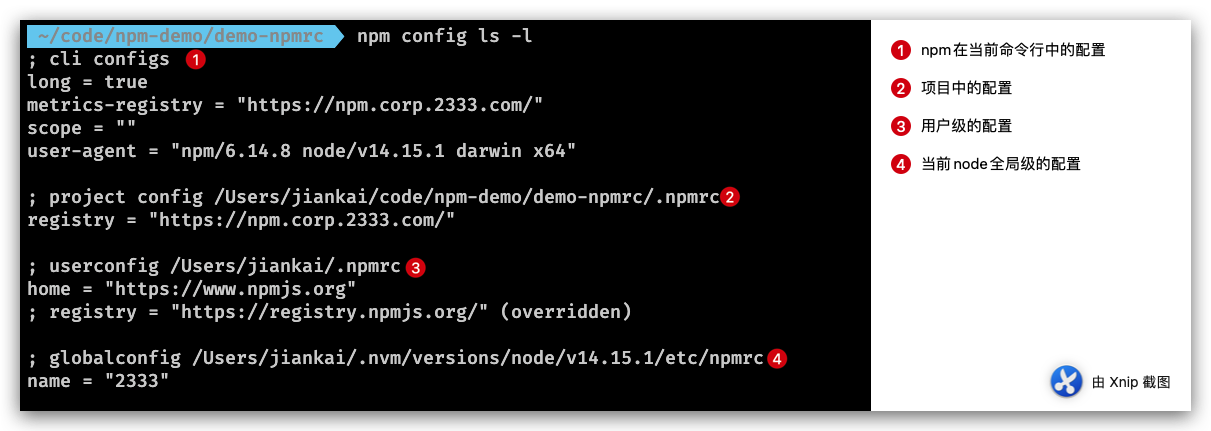 ~/code/npm-demo/demo-npmrc npm config ls -l
; cli configs 1
long = true
metrics-registry = "https://npm.corp.2333.com/"
scope = ""
user-agent = "npm/6.14.8 node/v14.15.1 darwin x64"
; project config /Users/jiankai/code/npm-demo/demo-npmrc/.npmrc 2
registry = "https://npm.corp.2333.com/"
; userconfig /Users/jiankai/.npmrc 3
home = "https://www.npmjs.org"
; registry = "https://registry.npmjs.org/" (overridden)
; globalconfig /Users/jiankai/.nvm/versions/node/v14.15.1/etc/npmrc 4
name = "2333"
1 npm在当前命令行中的配置
2 项目中的配置
3 用户级的配置
4 当前node全局级的配置
由 Xnip 截图